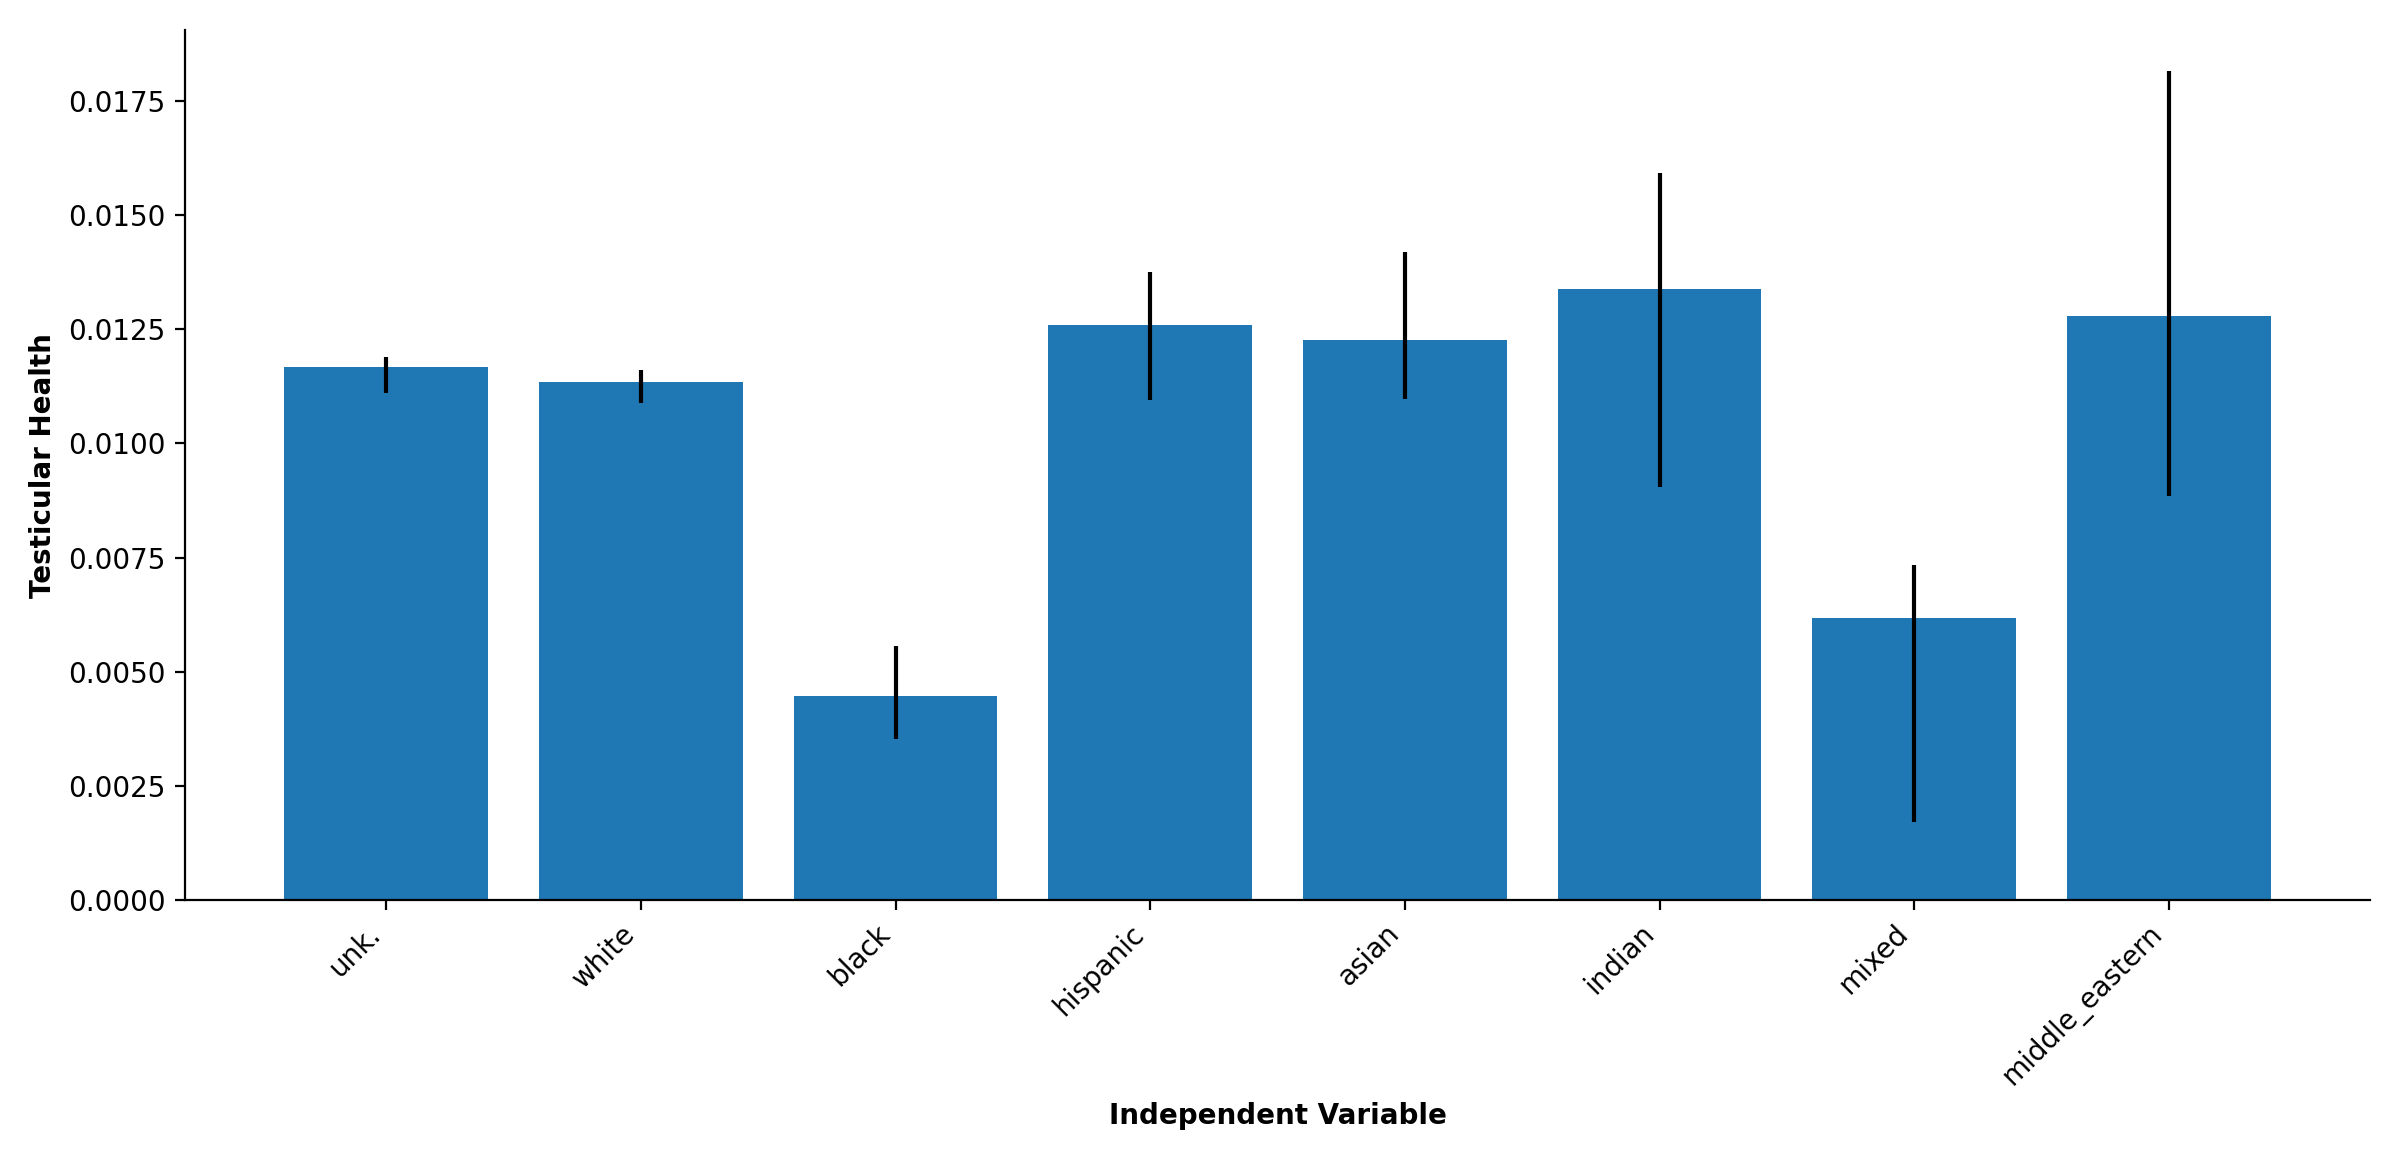 Testicular Health
0.0175
0.0150
0.0125
0.0100
0.0075
0.0050
0.0025
0.0000
unk.
white
black
hispanic
asian
indian
mixed
middle_eastern
Independent Variable